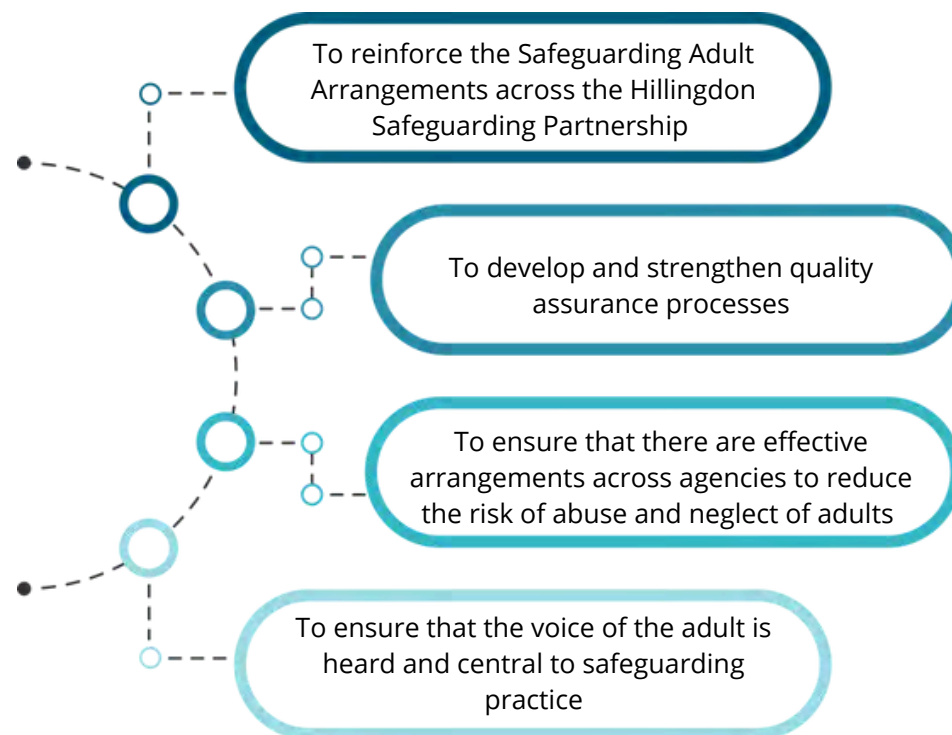 To reinforce the Safeguarding Adult
Arrangements across the Hillingdon
Safeguarding Partnership
To develop and strengthen quality
assurance processes
To ensure that there are effective
arrangements across agencies to reduce
the risk of abuse and neglect of adults
To ensure that the voice of the adult is
heard and central to safeguarding
practice